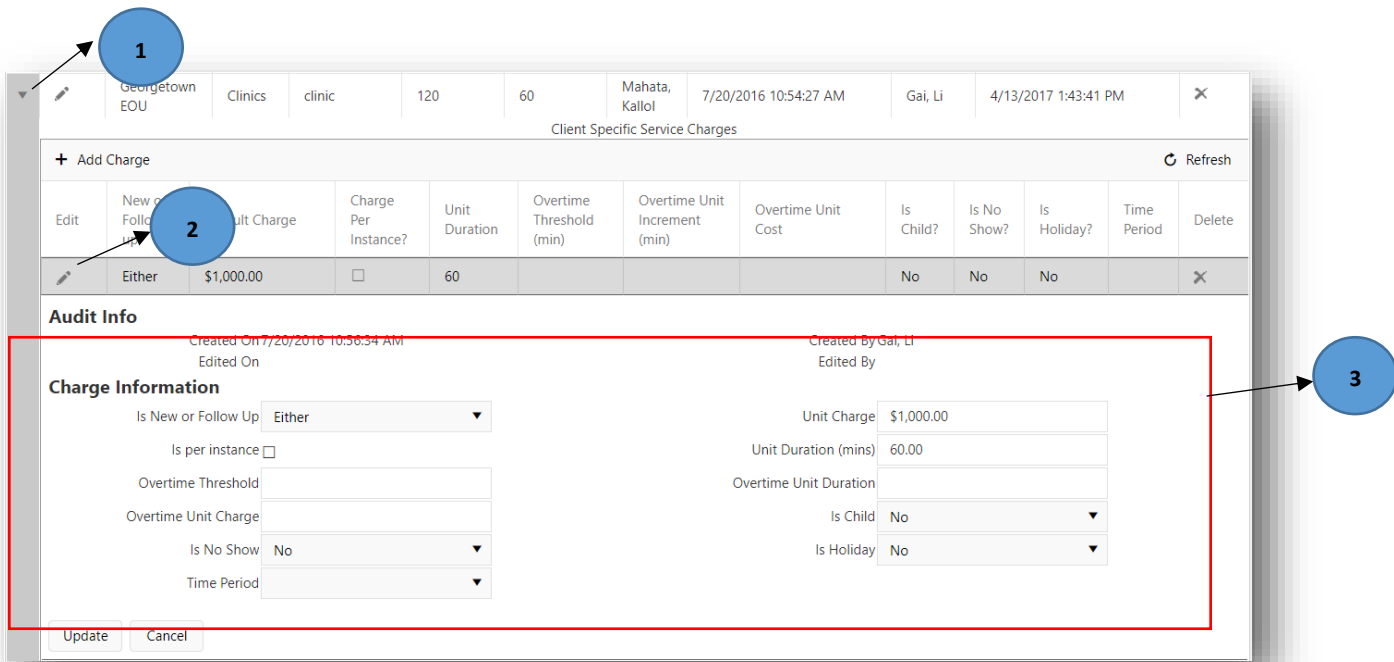 1
Georgetown EOU Clinics clinic 120 60 Mahata, Kallol 7/20/2016 10:54:27 AM Gai, Li 4/13/2017 1:43:41 PM
Client Specific Service Charges
+ Add Charge Refresh
Edit New Charge Charge Per Instance? Unit Duration Overtime Threshold (min) Overtime Unit Increment (min) Overtime Unit Cost Is Child? Is No Show? Is Holiday? Time Period Delete
2
Either $1,000.00 60 No No No
Audit Info
Created On 7/20/2016 10:56:34 AM Created By Gai, Li
Edited On Edited By
Charge Information
3
Is New or Follow Up Either Unit Charge $1,000.00
Is per instance Unit Duration (mins) 60.00
Overtime Threshold Overtime Unit Duration
Overtime Unit Charge Is Child No
Is No Show No Is Holiday No
Time Period
Update Cancel